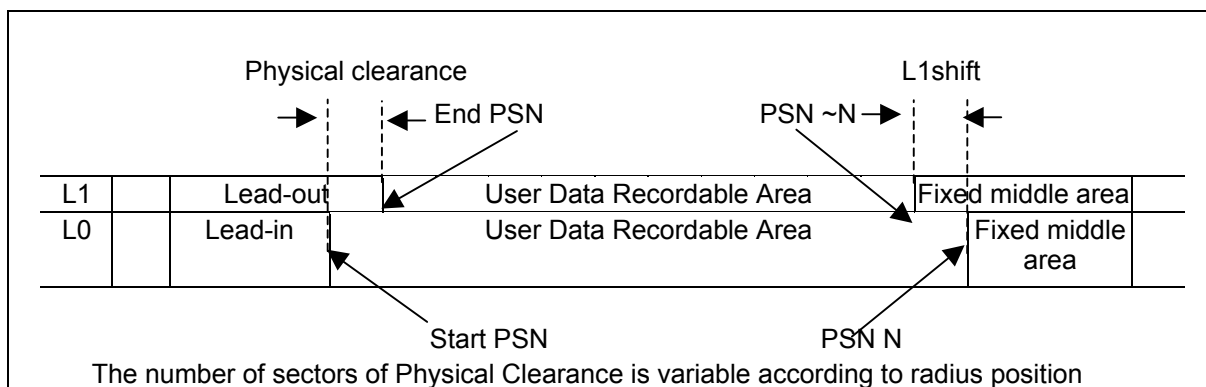 Physical clearance L1shift
End PSN PSN ~N
L1 Lead-out User Data Recordable Area Fixed middle area
L0 Lead-in User Data Recordable Area Fixed middle
area
Start PSN PSN N
The number of sectors of Physical Clearance is variable according to radius position